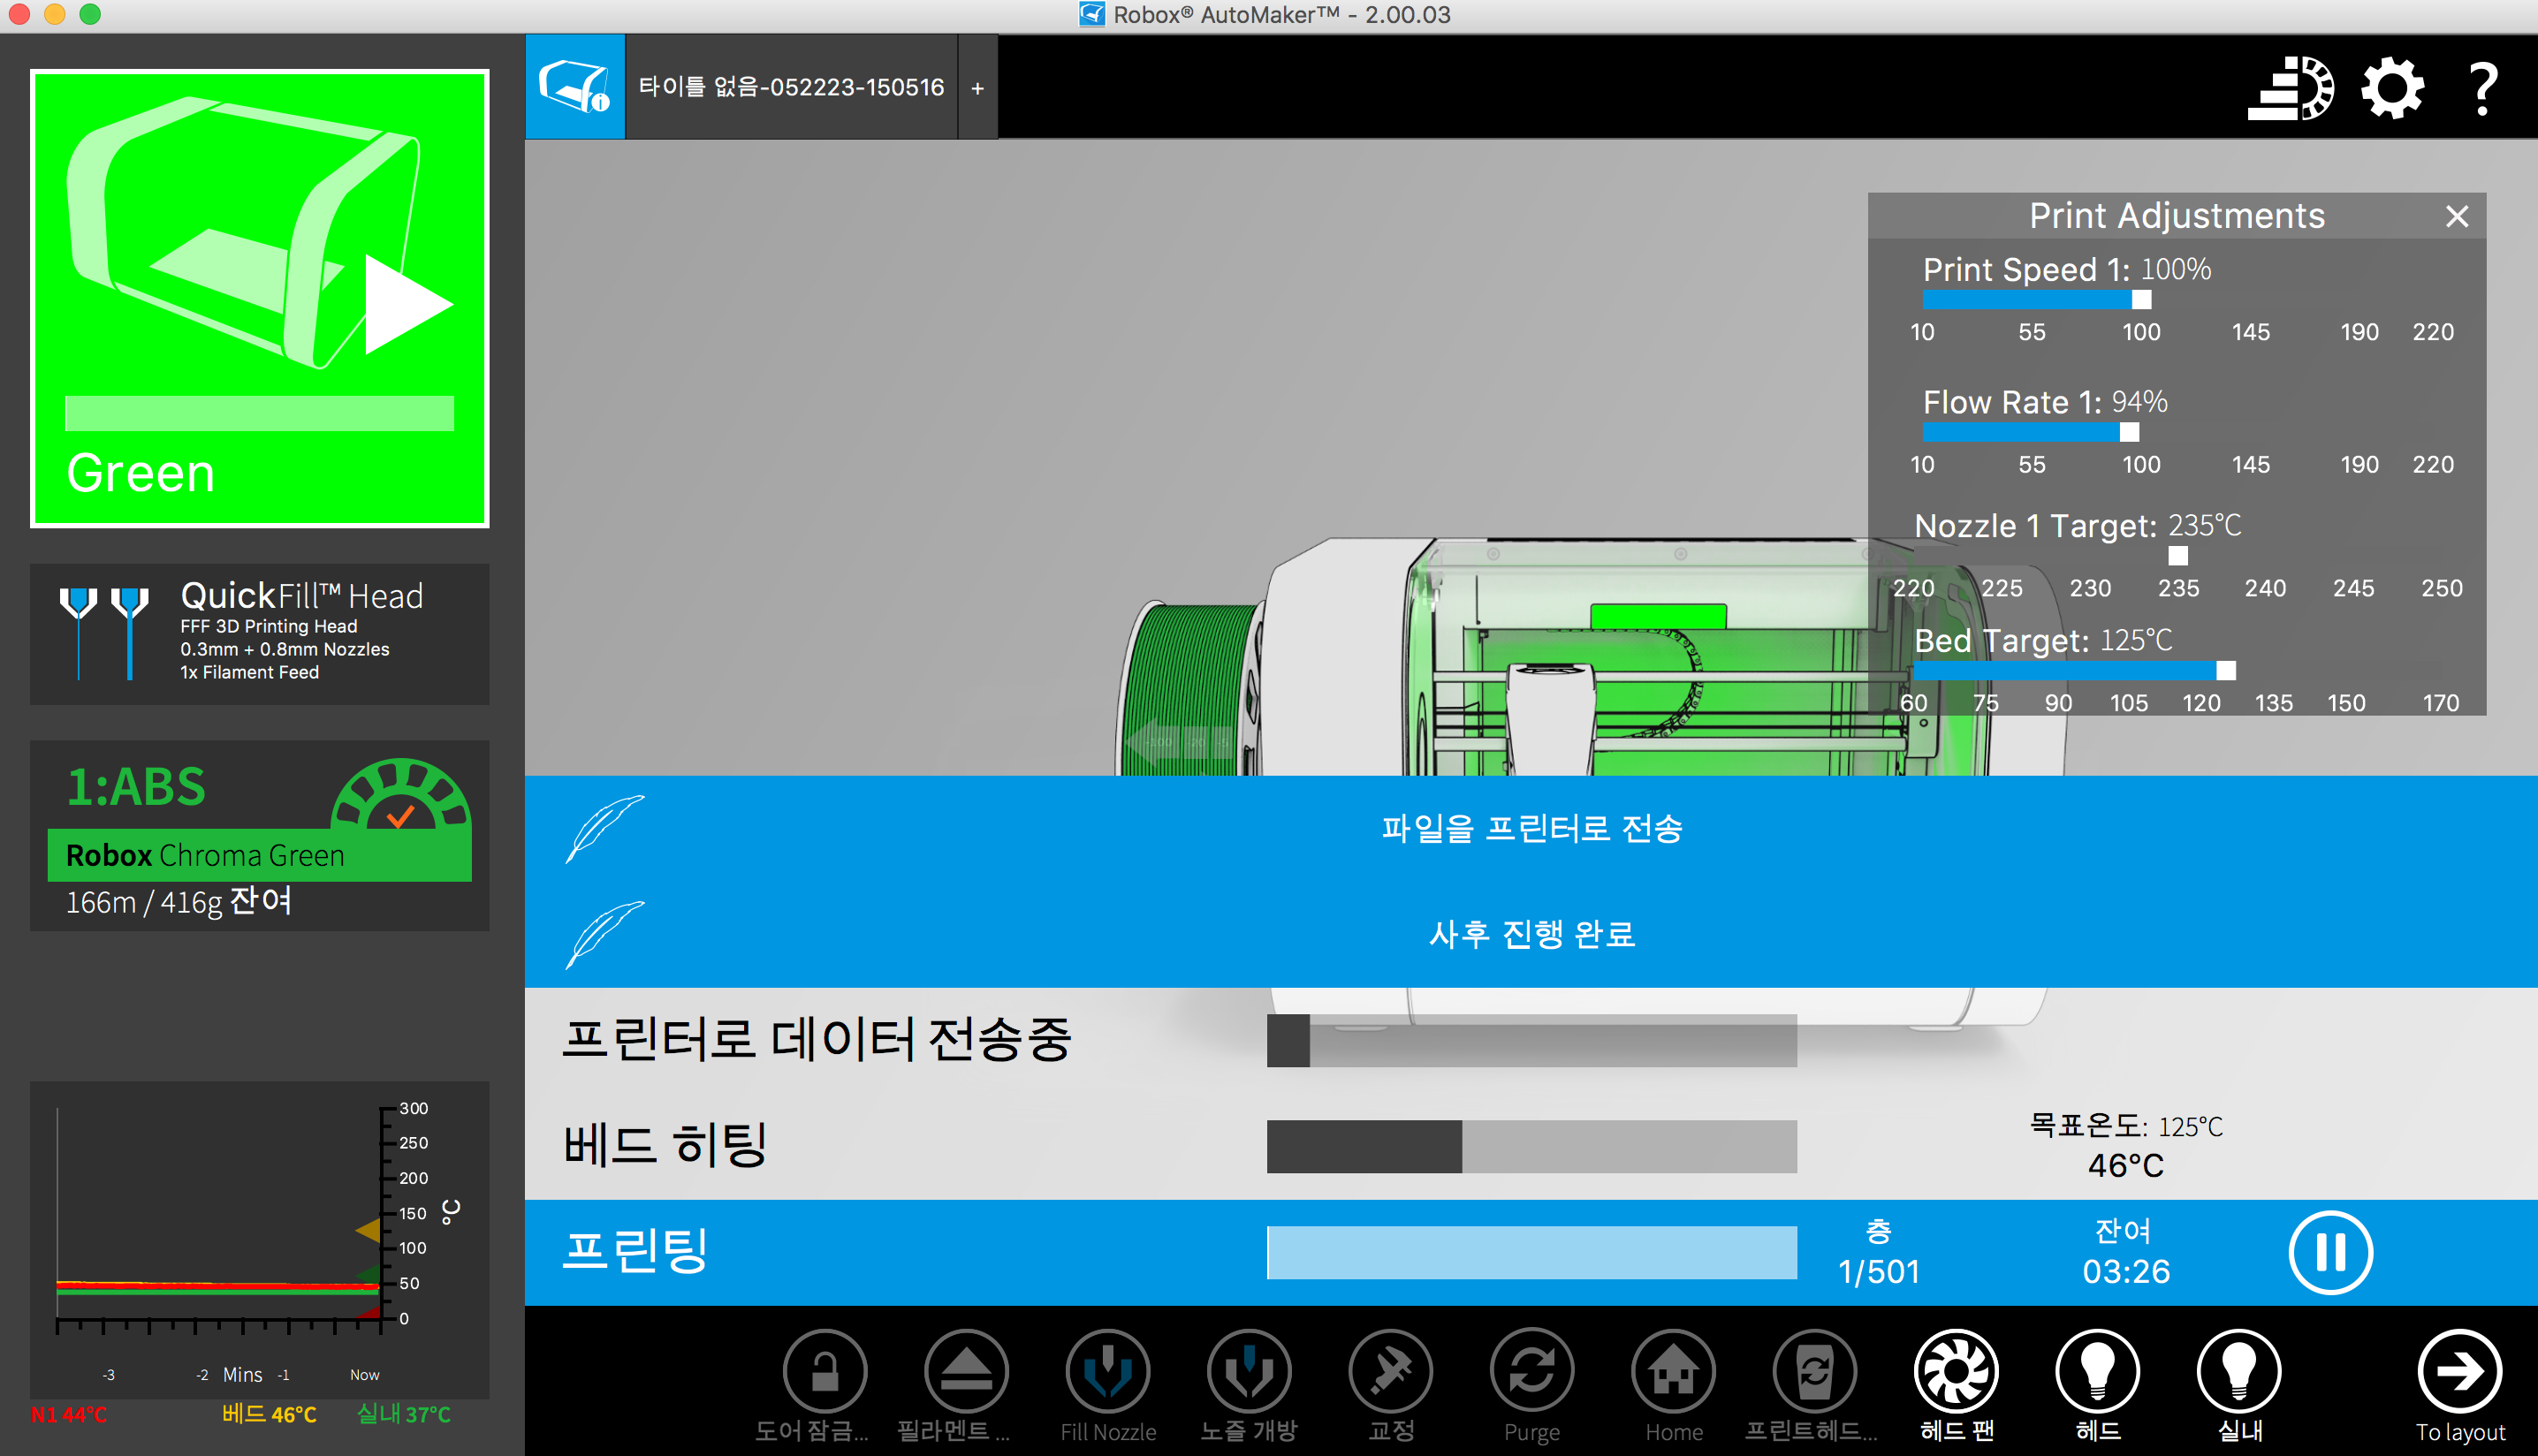 Robox® AutoMaker™ - 2.00.03
타이틀 없음-052223-150516
+
?
Green
QuickFill™ Head
FFF 3D Printing Head
0.3mm + 0.8mm Nozzles
1x Filament Feed
1:ABS
Robox Chroma Green
166m / 416g 잔여
300
250
200
150
100
50
0
°C
-3 -2 Mins -1 Now
N1 44°C 베드 46°C 실내 37°C
Print Adjustments
Print Speed 1: 100%
10 55 100 145 190 220
Flow Rate 1: 94%
10 55 100 145 190 220
Nozzle 1 Target: 235°C
220 225 230 235 240 245 250
Bed Target: 125°C
60 75 90 105 120 135 150 170
-100 -20 -5
파일을 프린터로 전송
사후 진행 완료
프린터로 데이터 전송중
베드 히팅
목표온도: 125°C
46°C
프린팅
층
1/501
잔여
03:26
도어 잠금...
필라멘트 ...
Fill Nozzle
노즐 개방
교정
Purge
Home
프린트헤드...
헤드 팬
헤드
실내
To layout